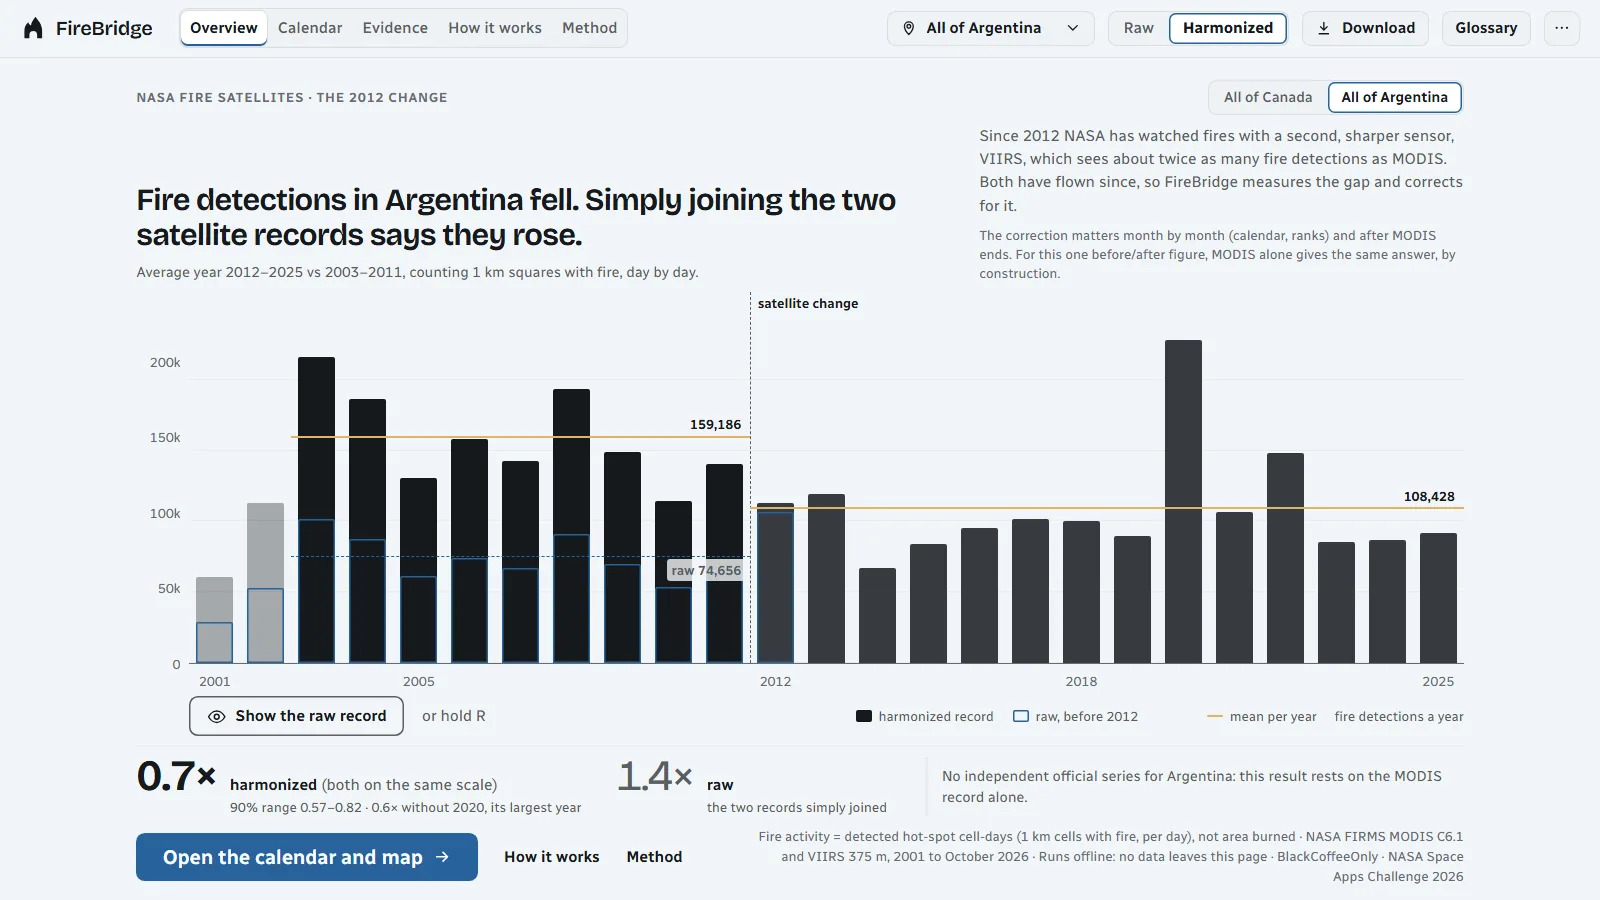 FireBridge
Overview
Calendar
Evidence
How it works
Method
All of Argentina
Raw
Harmonized
Download
Glossary
NASA FIRE SATELLITES · THE 2012 CHANGE
All of Canada
All of Argentina
Since 2012 NASA has watched fires with a second, sharper sensor,
VIIRS, which sees about twice as many fire detections as MODIS.
Both have flown since, so FireBridge measures the gap and corrects
for it.
The correction matters month by month (calendar, ranks) and after MODIS
ends. For this one before/after figure, MODIS alone gives the same answer, by
construction.
Fire detections in Argentina fell. Simply joining the two
satellite records says they rose.
Average year 2012–2025 vs 2003–2011, counting 1 km squares with fire, day by day.
satellite change
200k
150k
100k
50k
0
159,186
raw 74,656
108,428
2001
2005
2012
2018
2025
Show the raw record
or hold R
harmonized record
raw, before 2012
mean per year
fire detections a year
0.7×
harmonized (both on the same scale)
90% range 0.57–0.82 · 0.6× without 2020, its largest year
1.4×
raw
the two records simply joined
No independent official series for Argentina: this result rests on the MODIS
record alone.
Open the calendar and map →
How it works
Method
Fire activity = detected hot-spot cell-days (1 km cells with fire, per day), not area burned · NASA FIRMS MODIS C6.1
and VIIRS 375 m, 2001 to October 2026 · Runs offline: no data leaves this page · BlackCoffeeOnly · NASA Space
Apps Challenge 2026